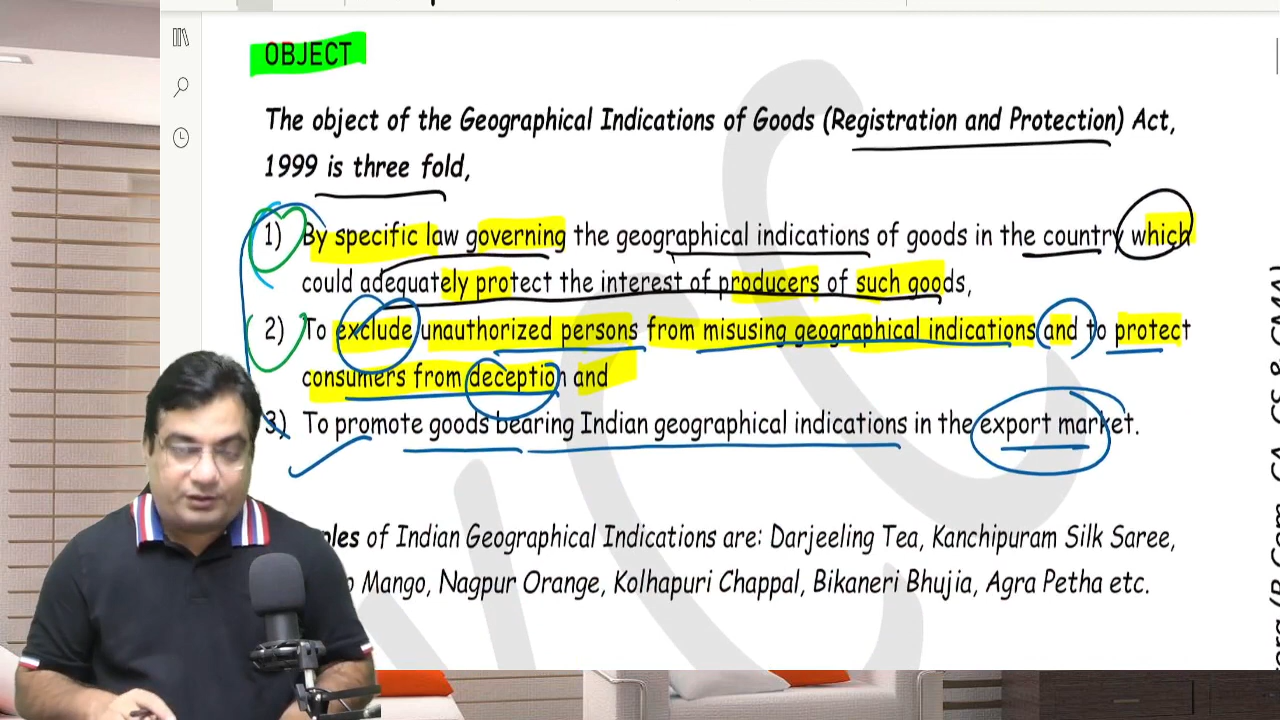 OBJECT
The object of the Geographical Indications of Goods (Registration and Protection) Act,
1999 is three fold,
1) By specific law governing the geographical indications of goods in the country which
could adequately protect the interest of producers of such goods,
2) To exclude unauthorized persons from misusing geographical indications and to protect
consumers from deception and
3) To promote goods bearing Indian geographical indications in the export market.
of Indian Geographical Indications are: Darjeeling Tea, Kanchipuram Silk Saree,
Mango, Nagpur Orange, Kolhapuri Chappal, Bikaneri Bhujia, Agra Petha etc.